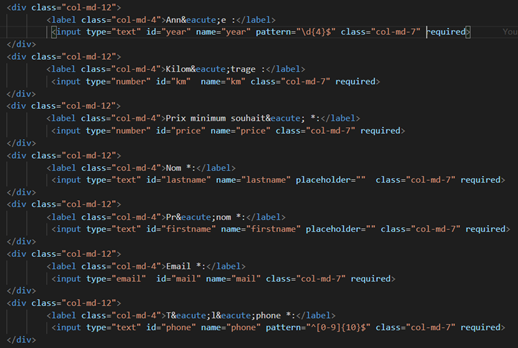 <div class="col-md-12">
<label class="col-md-4">Ann&eacute;e :</label>
<input type="text" id="year" name="year" pattern="\d{4}$" class="col-md-7" required> You
</div>
<div class="col-md-12">
<label class="col-md-4">Kilom&eacute;trage :</label>
<input type="number" id="km"  name="km" class="col-md-7" required>
</div>
<div class="col-md-12">
<label class="col-md-4">Prix minimum souhait&eacute; *:</label>
<input type="number" id="price" name="price" class="col-md-7" required>
</div>
<div class="col-md-12">
<label class="col-md-4">Nom *:</label>
<input type="text" id="lastname" name="lastname" placeholder=""  class="col-md-7" required>
</div>
<div class="col-md-12">
<label class="col-md-4">Pr&eacute;nom *:</label>
<input type="text" id="firstname" name="firstname" placeholder="" class="col-md-7" required>
</div>
<div class="col-md-12">
<label class="col-md-4">Email *:</label>
<input type="email"  id="mail" name="mail" class="col-md-7" required>
</div>
<div class="col-md-12">
<label class="col-md-4">T&eacute;l&eacute;phone *:</label>
<input type="text" id="phone" name="phone" pattern="^[0-9]{10}$" class="col-md-7" required>
</div>